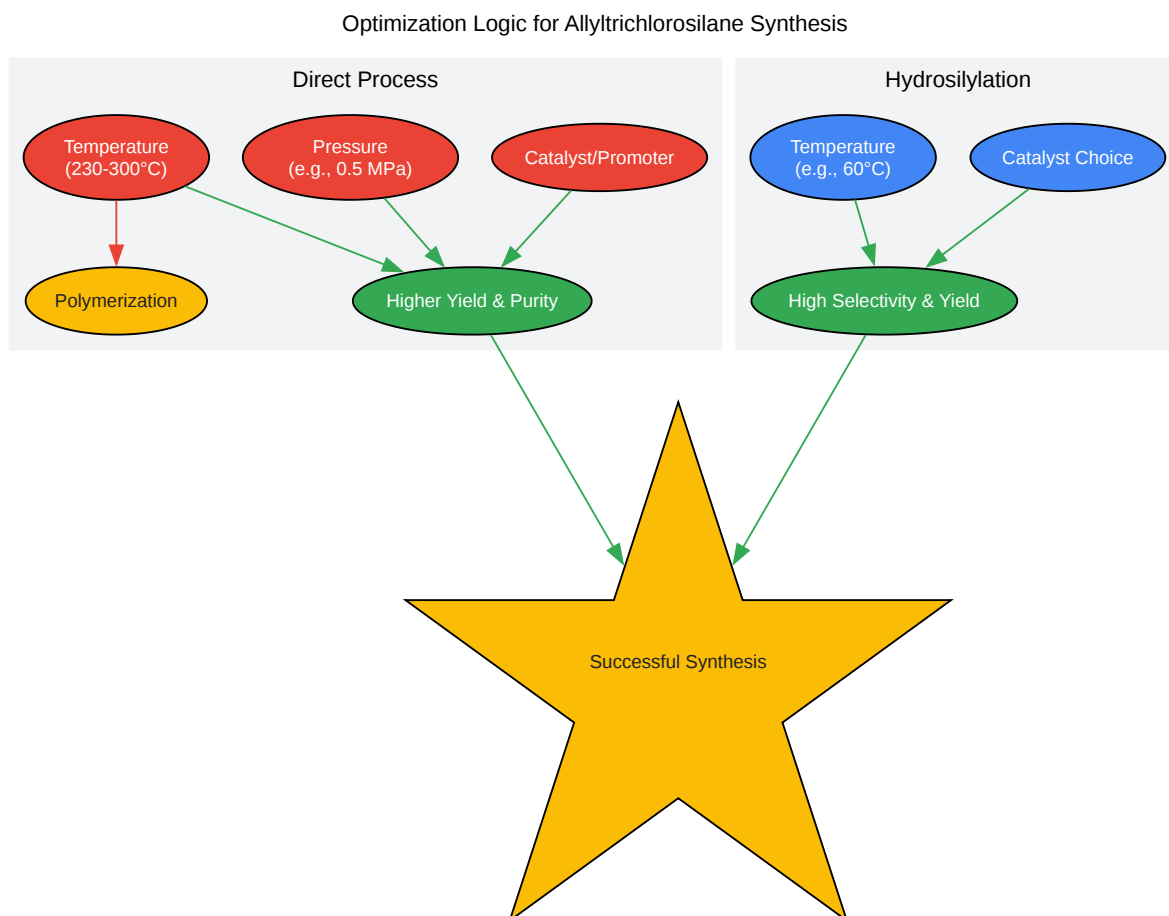 Optimization Logic for Allyltrichlorosilane Synthesis
Direct Process
Hydrosilylation
Temperature
(230-300°C)
Pressure
(e.g., 0.5 MPa)
Catalyst/Promoter
Temperature
(e.g., 60°C)
Catalyst Choice
Polymerization
Higher Yield & Purity
High Selectivity & Yield
Successful Synthesis